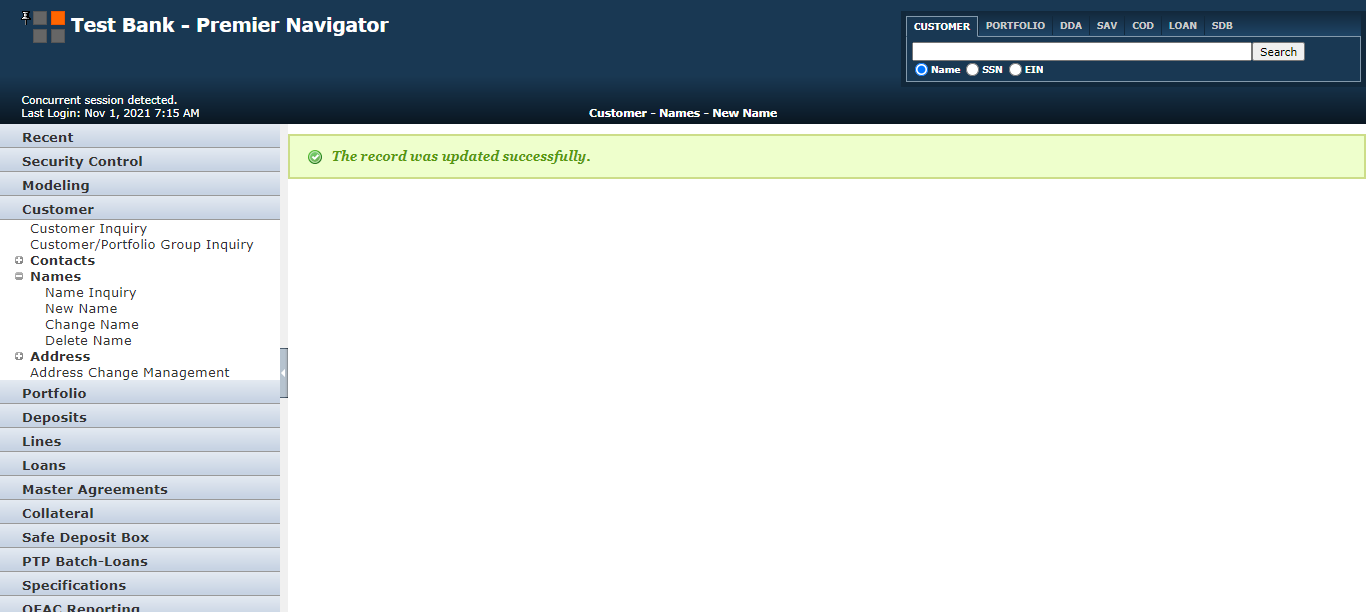 Test Bank - Premier Navigator
CUSTOMER PORTFOLIO DDA SAV COD LOAN SDB
Search
Name SSN EIN
Concurrent session detected.
Last Login: Nov 1, 2021 7:15 AM
Customer - Names - New Name
Recent
Security Control
Modeling
Customer
Customer Inquiry
Customer/Portfolio Group Inquiry
Contacts
Names
Name Inquiry
New Name
Change Name
Delete Name
Address
Address Change Management
Portfolio
Deposits
Lines
Loans
Master Agreements
Collateral
Safe Deposit Box
PTP Batch-Loans
Specifications
OFAC Reporting
The record was updated successfully.